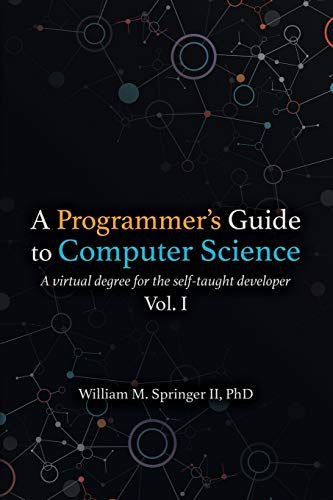 A Programmer's Guide
to Computer Science
A virtual degree for the self-taught developer
Vol. I
William M. Springer II, PhD